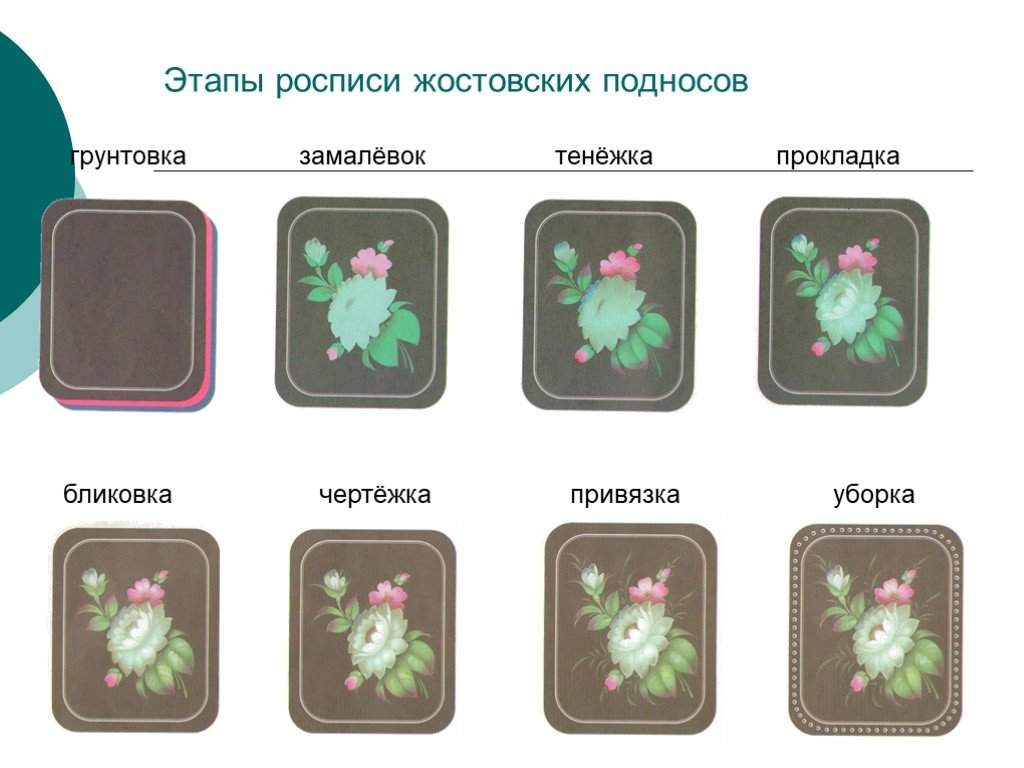 Этапы росписи жостовских подносов
грунтовка замалёвок тенёжка прокладка
бликовка чертёжка привязка уборка